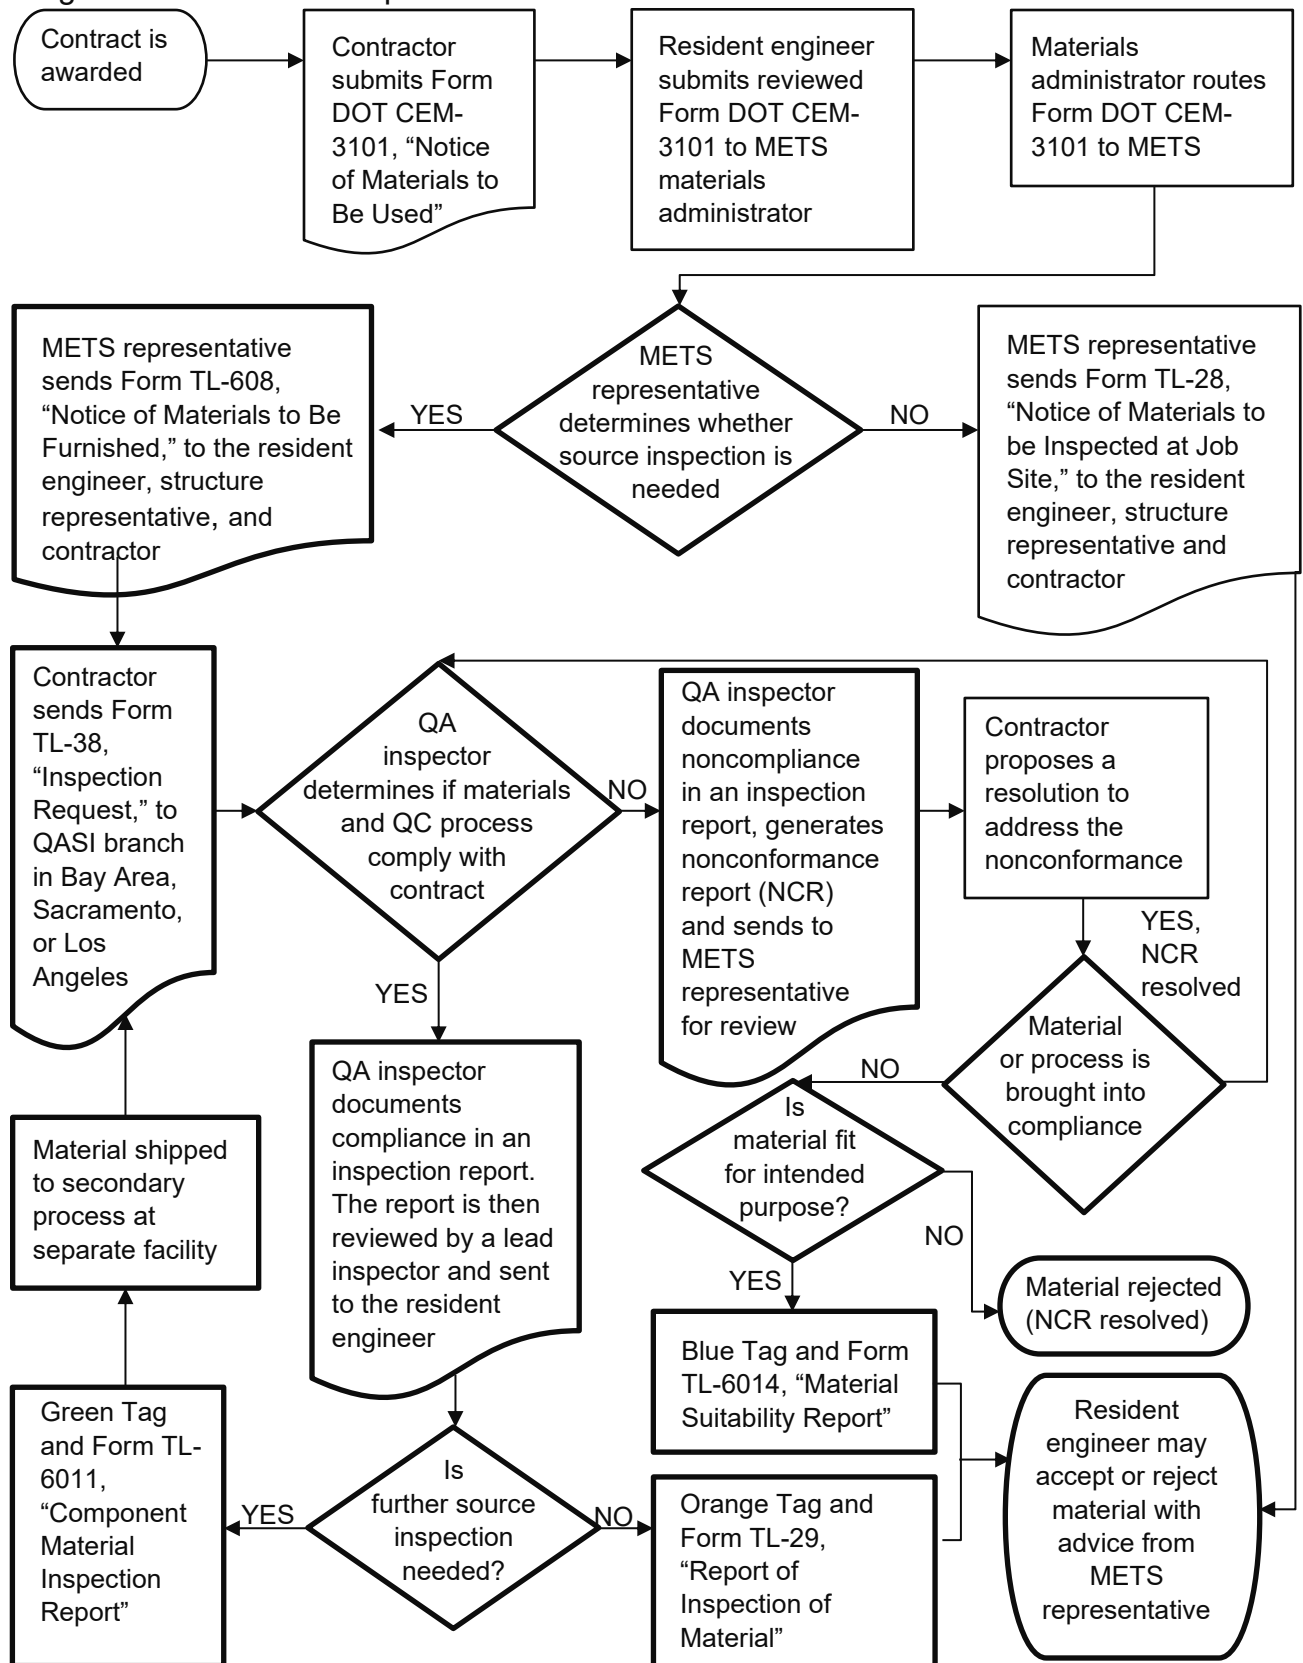 Contract is
awarded
Contractor
submits Form
DOT CEM-
3101, “Notice
of Materials to
Be Used”
Resident engineer
submits reviewed
Form DOT CEM-
3101 to METS
materials
administrator
Materials
administrator routes
Form DOT CEM-
3101 to METS
METS representative
sends Form TL-608,
“Notice of Materials to Be
Furnished,” to the resident
engineer, structure
representative, and
contractor
YES
METS
representative
determines whether
source inspection is
needed
NO
METS representative
sends Form TL-28,
“Notice of Materials to
be Inspected at Job
Site,” to the resident
engineer, structure
representative and
contractor
Contractor
sends Form
TL-38,
“Inspection
Request,” to
QASI branch
in Bay Area,
Sacramento,
or Los
Angeles
QA
inspector
determines if materials
and QC process
comply with
contract
NO
QA inspector
documents
noncompliance
in an inspection
report, generates
nonconformance
report (NCR)
and sends to
METS
representative
for review
Contractor
proposes a
resolution to
address the
nonconformance
YES,
NCR
resolved
YES
Material
or process is
brought into
compliance
NO
QA inspector
documents
compliance in an
inspection report.
The report is then
reviewed by a lead
inspector and sent
to the resident
engineer
Is
material fit
for intended
purpose?
NO
YES
Material shipped
to secondary
process at
separate facility
Material rejected
(NCR resolved)
Blue Tag and Form
TL-6014, “Material
Suitability Report”
Resident
engineer may
accept or reject
material with
advice from
METS
representative
Green Tag
and Form TL-
6011,
“Component
Material
Inspection
Report”
YES
Is
further source
inspection
needed?
NO
Orange Tag and
Form TL-29,
“Report of
Inspection of
Material”